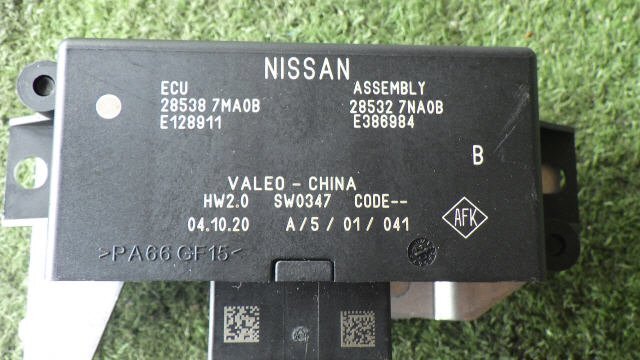 NISSAN
ECU ASSEMBLY
28538 7MA0B 28532 7NA0B
E128911 E386984
B
VALEO - CHINA
HW2.0 SW0347 CODE--
04.10.20 A/5/01/041
AFK
>PA66 GF15<